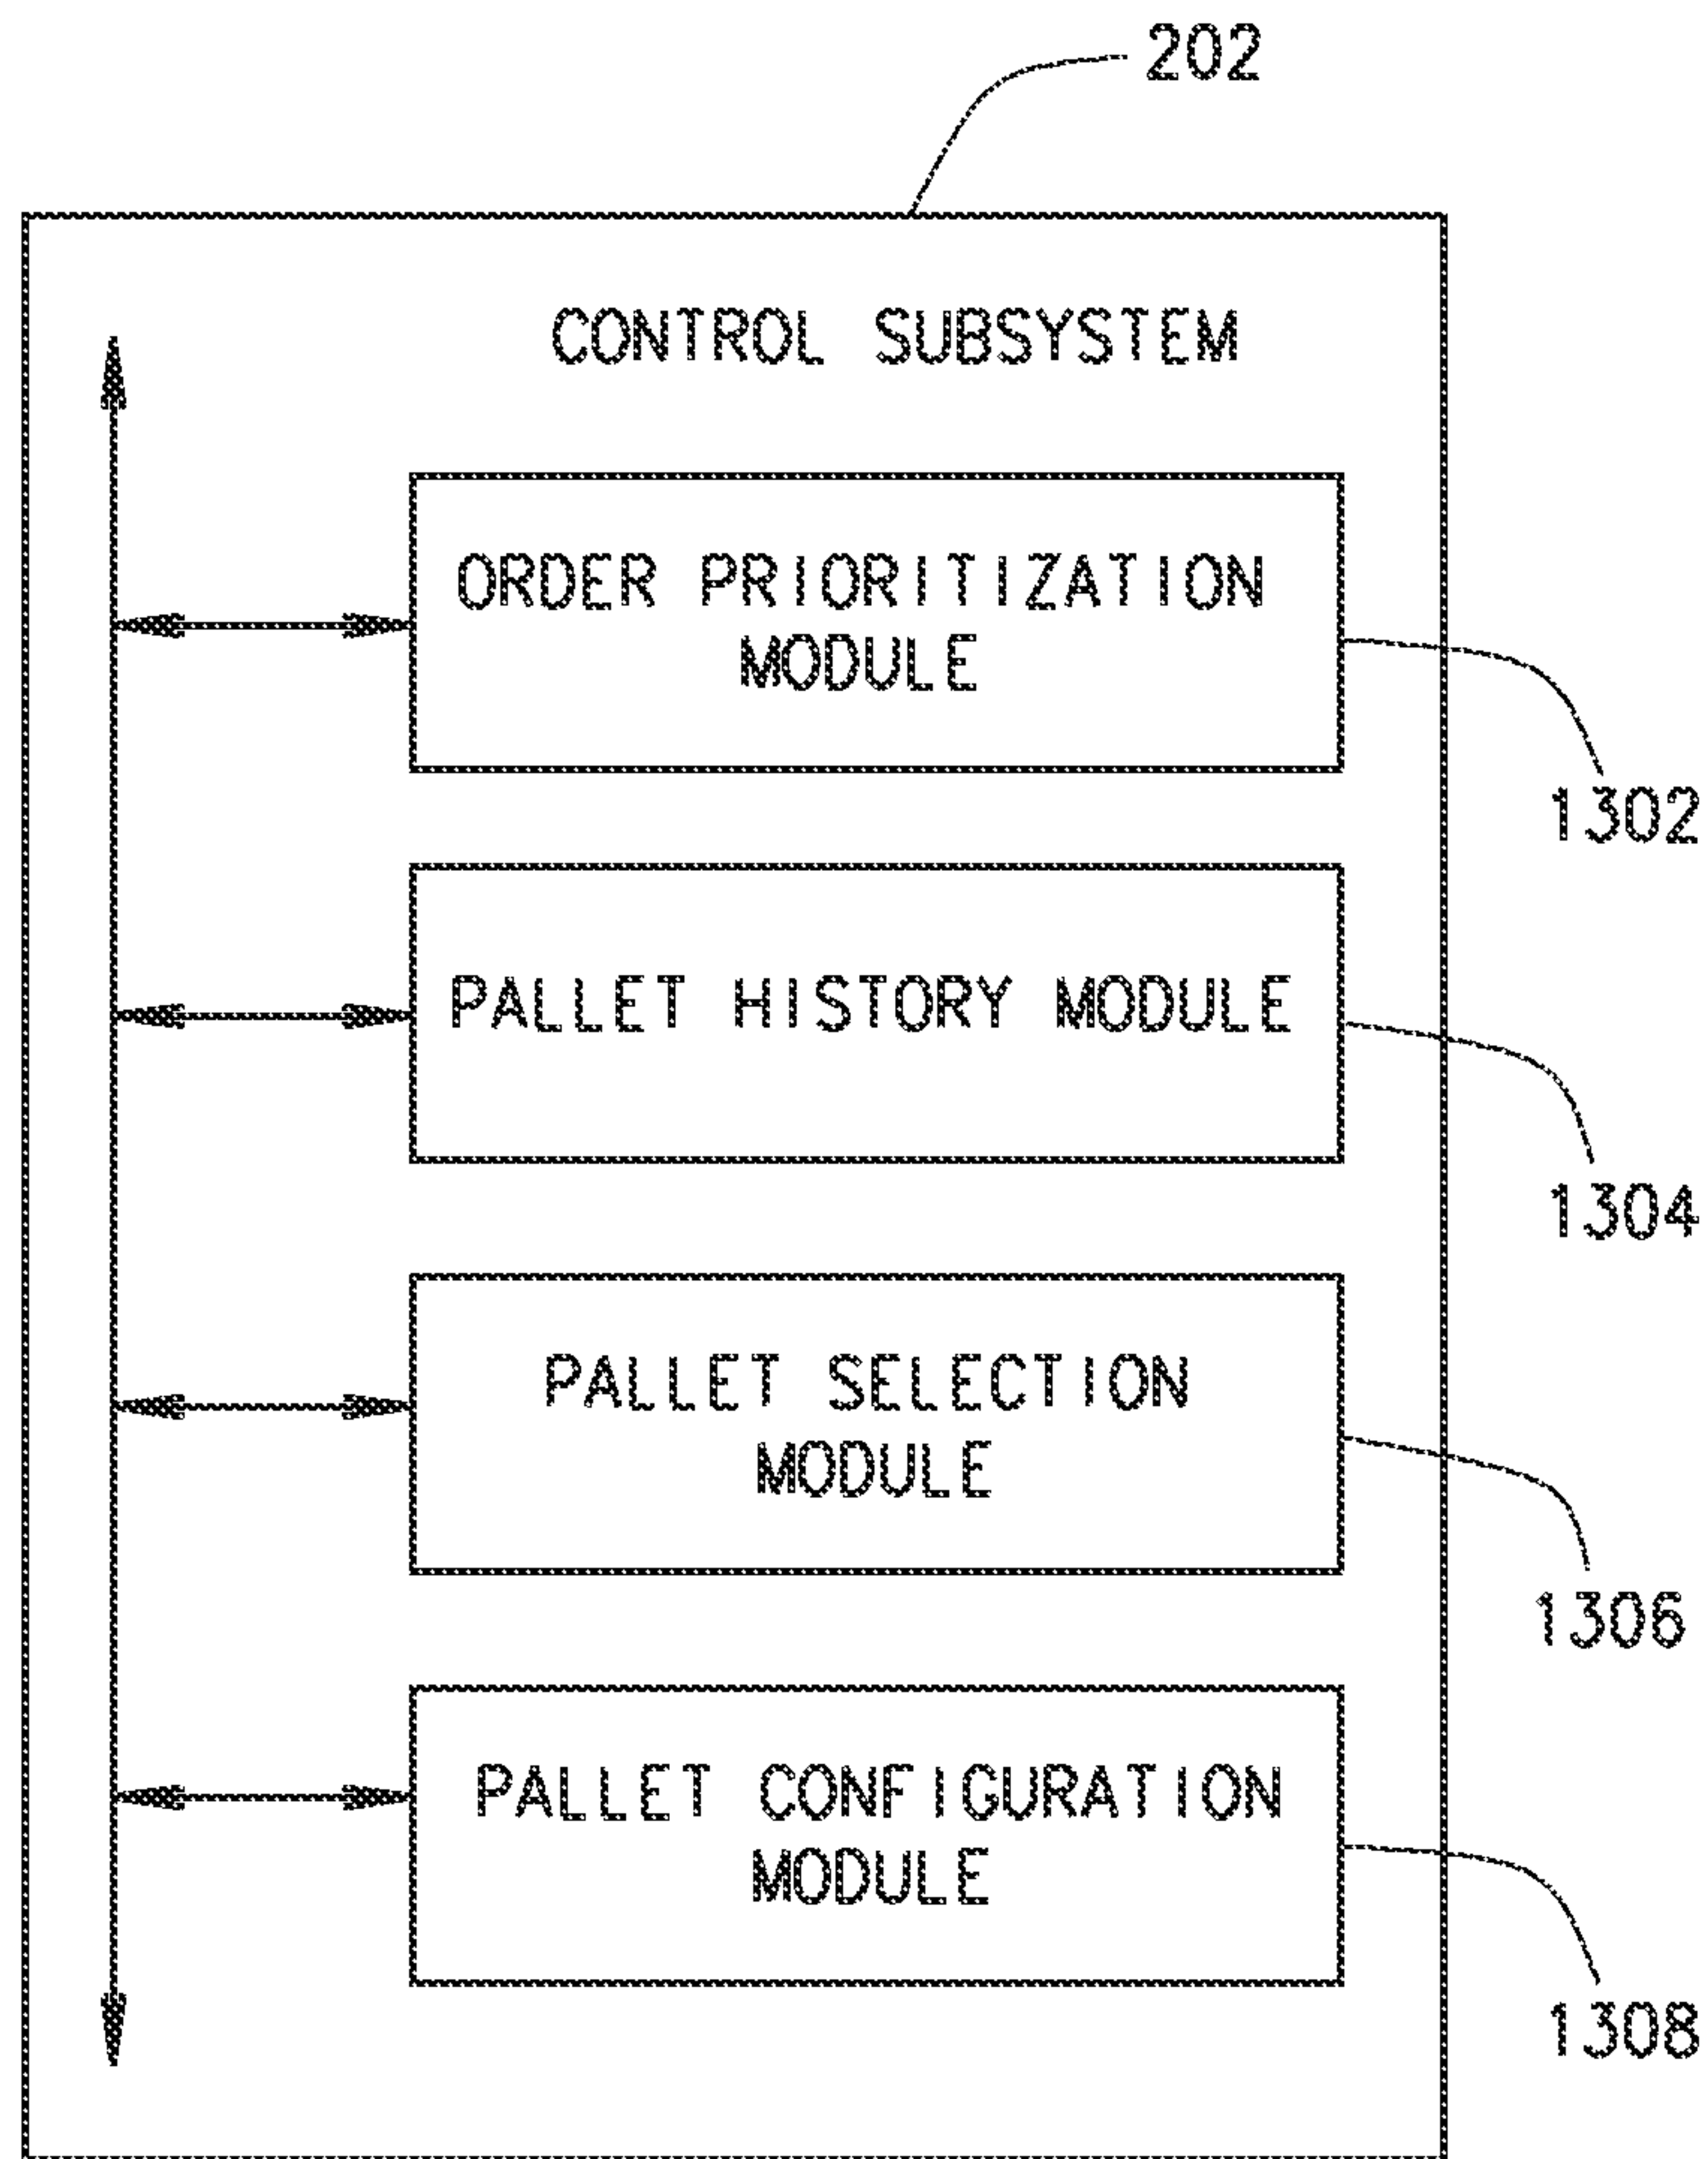 202
CONTROL SUBSYSTEM
ORDER PRIORITIZATION
MODULE
1302
PALLET HISTORY MODULE
1304
PALLET SELECTION
MODULE
1306
PALLET CONFIGURATION
MODULE
1308